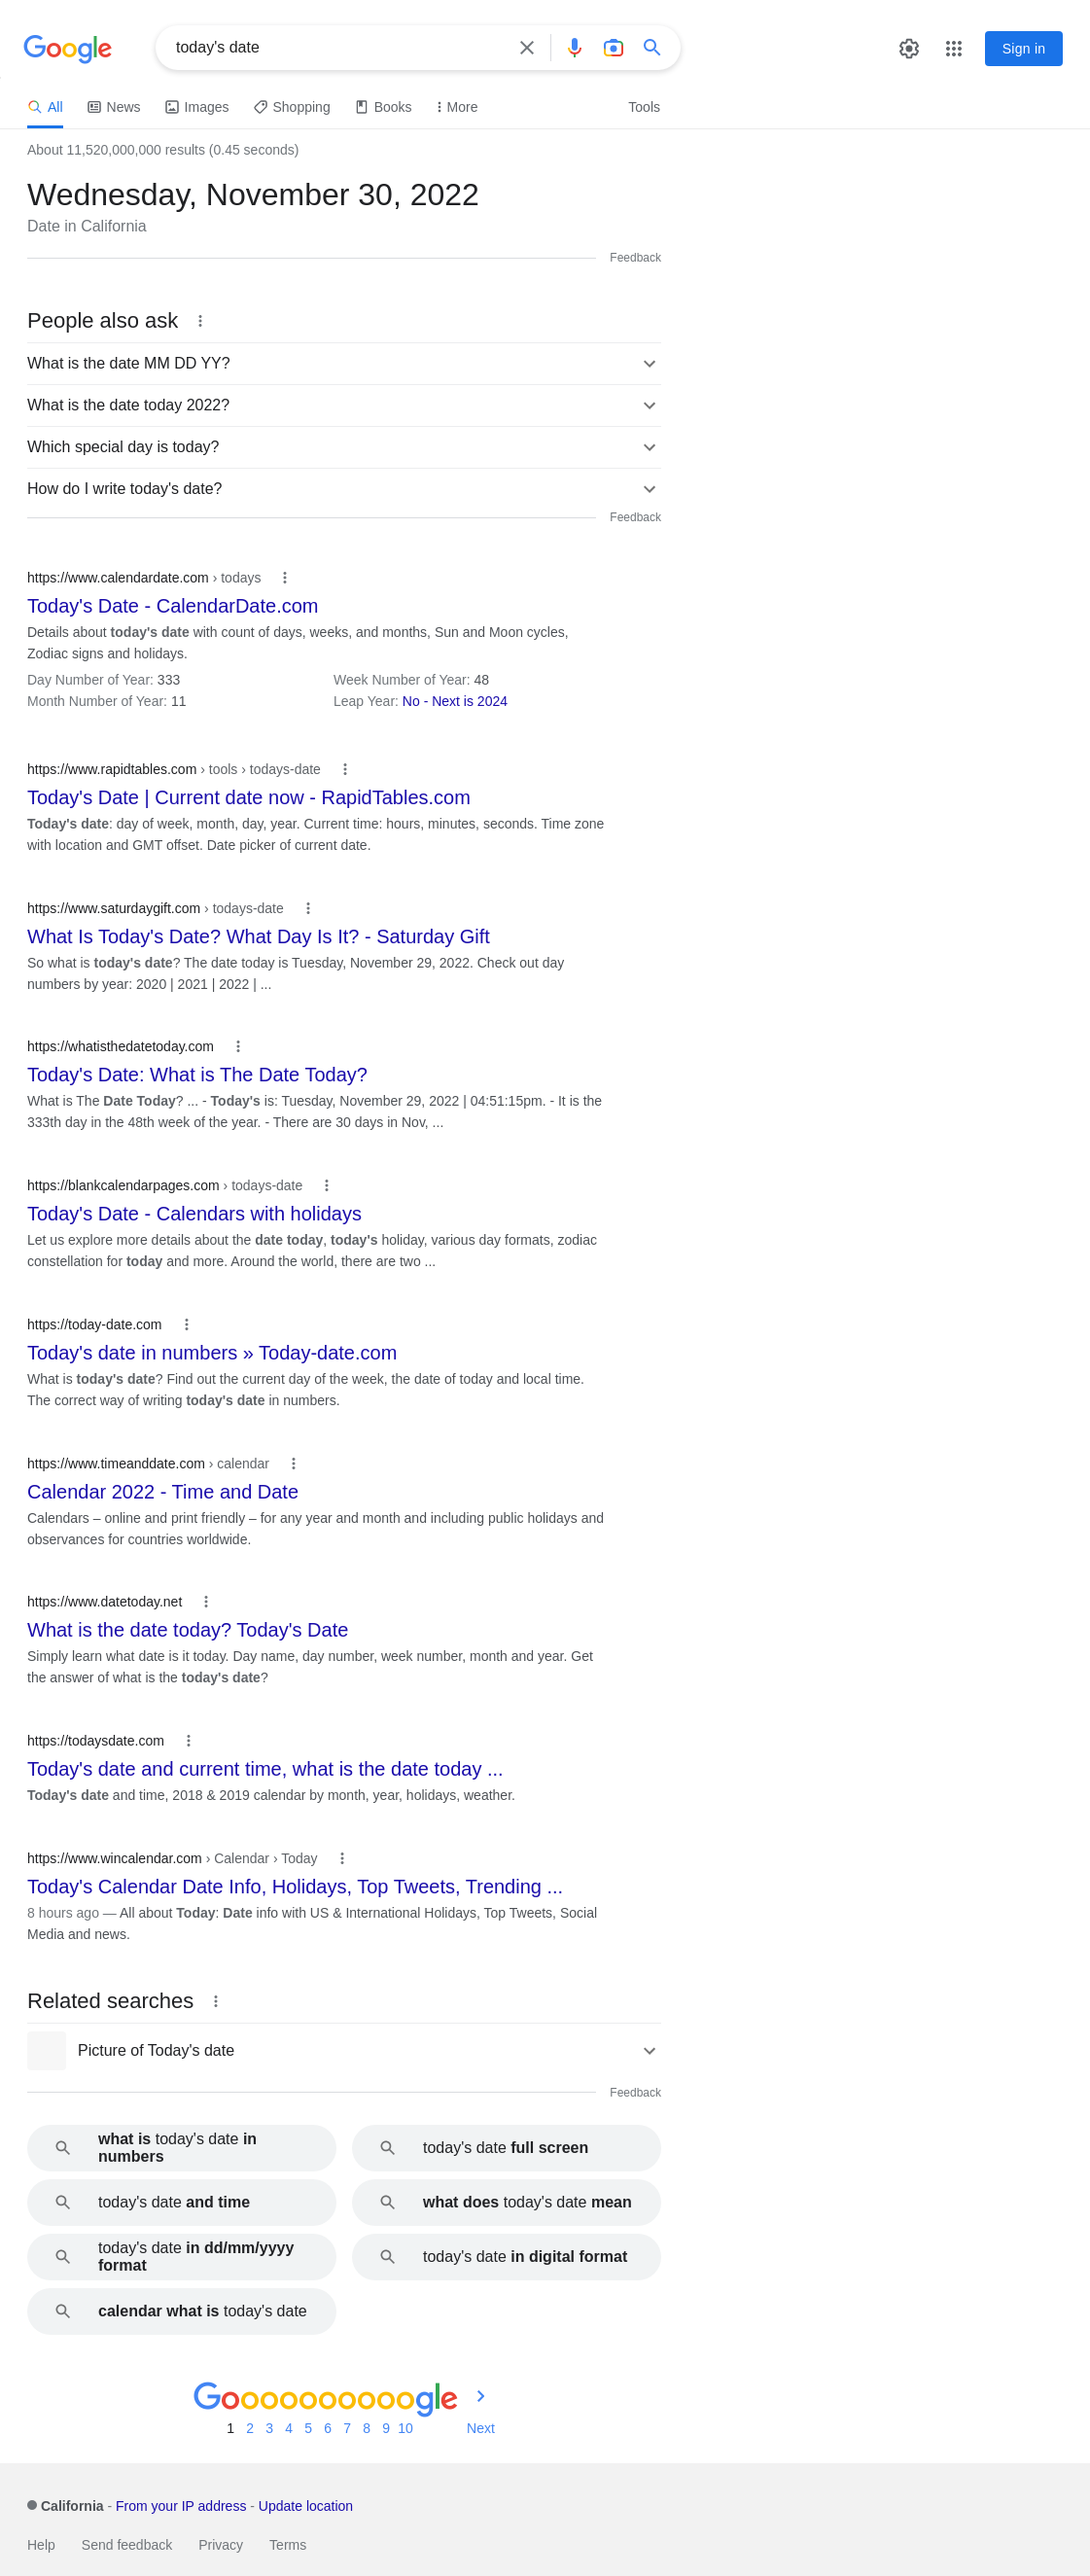 Google
today's date
Sign in
All News Images Shopping Books More Tools
About 11,520,000,000 results (0.45 seconds)
Wednesday, November 30, 2022
Date in California
Feedback
People also ask
What is the date MM DD YY?
What is the date today 2022?
Which special day is today?
How do I write today's date?
Feedback
https://www.calendardate.com › todays
Today's Date - CalendarDate.com
Details about today's date with count of days, weeks, and months, Sun and Moon cycles,
Zodiac signs and holidays.
Day Number of Year: 333 Week Number of Year: 48
Month Number of Year: 11 Leap Year: No - Next is 2024
https://www.rapidtables.com › tools › todays-date
Today's Date | Current date now - RapidTables.com
Today's date: day of week, month, day, year. Current time: hours, minutes, seconds. Time zone
with location and GMT offset. Date picker of current date.
https://www.saturdaygift.com › todays-date
What Is Today's Date? What Day Is It? - Saturday Gift
So what is today's date? The date today is Tuesday, November 29, 2022. Check out day
numbers by year: 2020 | 2021 | 2022 | ...
https://whatisthedatetoday.com
Today's Date: What is The Date Today?
What is The Date Today? ... - Today's is: Tuesday, November 29, 2022 | 04:51:15pm. - It is the
333th day in the 48th week of the year. - There are 30 days in Nov, ...
https://blankcalendarpages.com › todays-date
Today's Date - Calendars with holidays
Let us explore more details about the date today, today's holiday, various day formats, zodiac
constellation for today and more. Around the world, there are two ...
https://today-date.com
Today's date in numbers » Today-date.com
What is today's date? Find out the current day of the week, the date of today and local time.
The correct way of writing today's date in numbers.
https://www.timeanddate.com › calendar
Calendar 2022 - Time and Date
Calendars – online and print friendly – for any year and month and including public holidays and
observances for countries worldwide.
https://www.datetoday.net
What is the date today? Today's Date
Simply learn what date is it today. Day name, day number, week number, month and year. Get
the answer of what is the today's date?
https://todaysdate.com
Today's date and current time, what is the date today ...
Today's date and time, 2018 & 2019 calendar by month, year, holidays, weather.
https://www.wincalendar.com › Calendar › Today
Today's Calendar Date Info, Holidays, Top Tweets, Trending ...
8 hours ago — All about Today: Date info with US & International Holidays, Top Tweets, Social
Media and news.
Related searches
Picture of Today's date
Feedback
what is today's date in
numbers
today's date full screen
today's date and time
what does today's date mean
today's date in dd/mm/yyyy
format
today's date in digital format
calendar what is today's date
Goooooooooogle
1 2 3 4 5 6 7 8 9 10 Next
California - From your IP address - Update location
Help Send feedback Privacy Terms